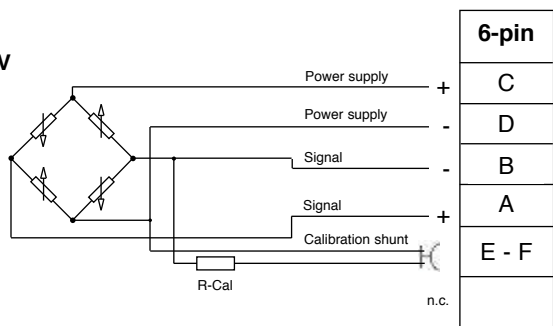 V
6-pin
Power supply + C
Power supply - D
Signal - B
Signal + A
Calibration shunt E - F
R-Cal
n.c.